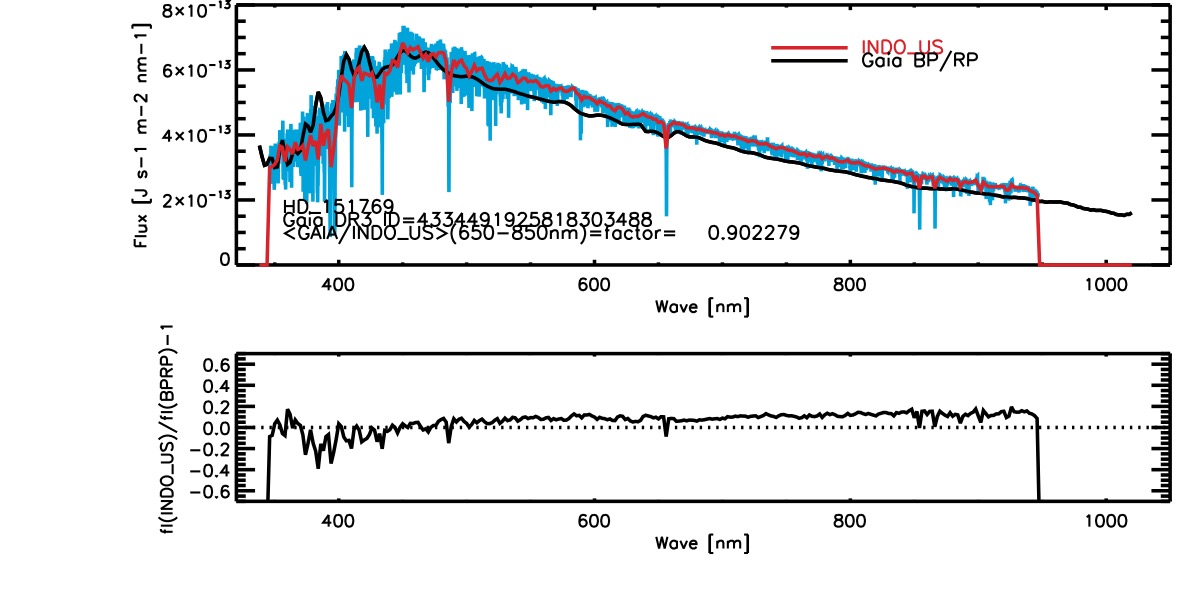 8×10−13
6×10−13
4×10−13
2×10−13
0
Flux [J s−1 m−2 nm−1]
INDO_US
Gaia BP/RP
HD_151769
Gaia DR3 ID=4334491925818303488
<GAIA/INDO_US>(650−850nm)=factor= 0.902279
400 600 800 1000
Wave [nm]
fl(INDO_US)/fl(BPRP)−1
0.6
0.4
0.2
0.0
−0.2
−0.4
−0.6
400 600 800 1000
Wave [nm]